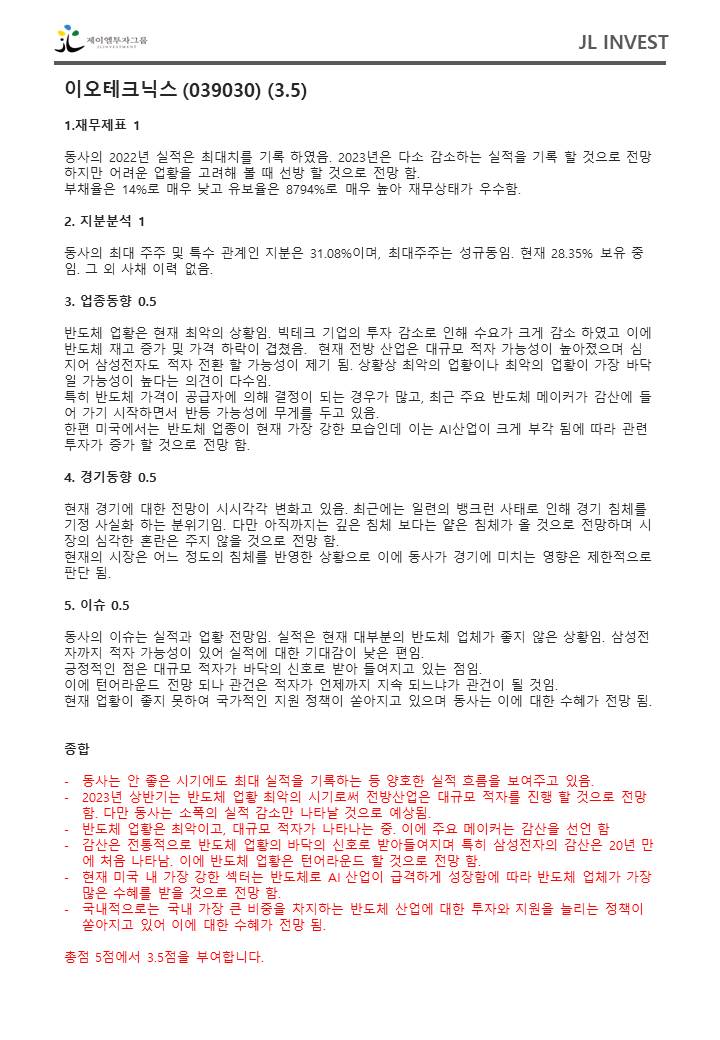 제이엘투자그룹
JLINVESTMENT
JL INVEST
이오테크닉스 (039030) (3.5)
1.재무제표 1
동사의 2022년 실적은 최대치를 기록 하였음. 2023년은 다소 감소하는 실적을 기록 할 것으로 전망
하지만 어려운 업황을 고려해 볼 때 선방 할 것으로 전망 함.
부채율은 14%로 매우 낮고 유보율은 8794%로 매우 높아 재무상태가 우수함.
2. 지분분석 1
동사의 최대 주주 및 특수 관계인 지분은 31.08%이며, 최대주주는 성규동임. 현재 28.35% 보유 중
임. 그 외 사채 이력 없음.
3. 업종동향 0.5
반도체 업황은 현재 최악의 상황임. 빅테크 기업의 투자 감소로 인해 수요가 크게 감소 하였고 이에
반도체 재고 증가 및 가격 하락이 겹쳤음. 현재 전방 산업은 대규모 적자 가능성이 높아졌으며 심
지어 삼성전자도 적자 전환 할 가능성이 제기 됨. 상황상 최악의 업황이나 최악의 업황이 가장 바닥
일 가능성이 높다는 의견이 다수임.
특히 반도체 가격이 공급자에 의해 결정이 되는 경우가 많고, 최근 주요 반도체 메이커가 감산에 들
어 가기 시작하면서 반등 가능성에 무게를 두고 있음.
한편 미국에서는 반도체 업종이 현재 가장 강한 모습인데 이는 AI산업이 크게 부각 됨에 따라 관련
투자가 증가 할 것으로 전망 함.
4. 경기동향 0.5
현재 경기에 대한 전망이 시시각각 변화고 있음. 최근에는 일련의 뱅크런 사태로 인해 경기 침체를
기정 사실화 하는 분위기임. 다만 아직까지는 깊은 침체 보다는 얕은 침체가 올 것으로 전망하며 시
장의 심각한 혼란은 주지 않을 것으로 전망 함.
현재의 시장은 어느 정도의 침체를 반영한 상황으로 이에 동사가 경기에 미치는 영향은 제한적으로
판단 됨.
5. 이슈 0.5
동사의 이슈는 실적과 업황 전망임. 실적은 현재 대부분의 반도체 업체가 좋지 않은 상황임. 삼성전
자까지 적자 가능성이 있어 실적에 대한 기대감이 낮은 편임.
긍정적인 점은 대규모 적자가 바닥의 신호로 받아 들여지고 있는 점임.
이에 턴어라운드 전망 되나 관건은 적자가 언제까지 지속 되느냐가 관건이 될 것임.
현재 업황이 좋지 못하여 국가적인 지원 정책이 쏟아지고 있으며 동사는 이에 대한 수혜가 전망 됨.
종합
- 동사는 안 좋은 시기에도 최대 실적을 기록하는 등 양호한 실적 흐름을 보여주고 있음.
- 2023년 상반기는 반도체 업황 최악의 시기로써 전방산업은 대규모 적자를 진행 할 것으로 전망
함. 다만 동사는 소폭의 실적 감소만 나타날 것으로 예상됨.
- 반도체 업황은 최악이고, 대규모 적자가 나타나는 중. 이에 주요 메이커는 감산을 선언 함
- 감산은 전통적으로 반도체 업황의 바닥의 신호로 받아들여지며 특히 삼성전자의 감산은 20년 만
에 처음 나타남. 이에 반도체 업황은 턴어라운드 할 것으로 전망 함.
- 현재 미국 내 가장 강한 섹터는 반도체로 AI 산업이 급격하게 성장함에 따라 반도체 업체가 가장
많은 수혜를 받을 것으로 전망 함.
- 국내적으로는 국내 가장 큰 비중을 차지하는 반도체 산업에 대한 투자와 지원을 늘리는 정책이
쏟아지고 있어 이에 대한 수혜가 전망 됨.
총점 5점에서 3.5점을 부여합니다.